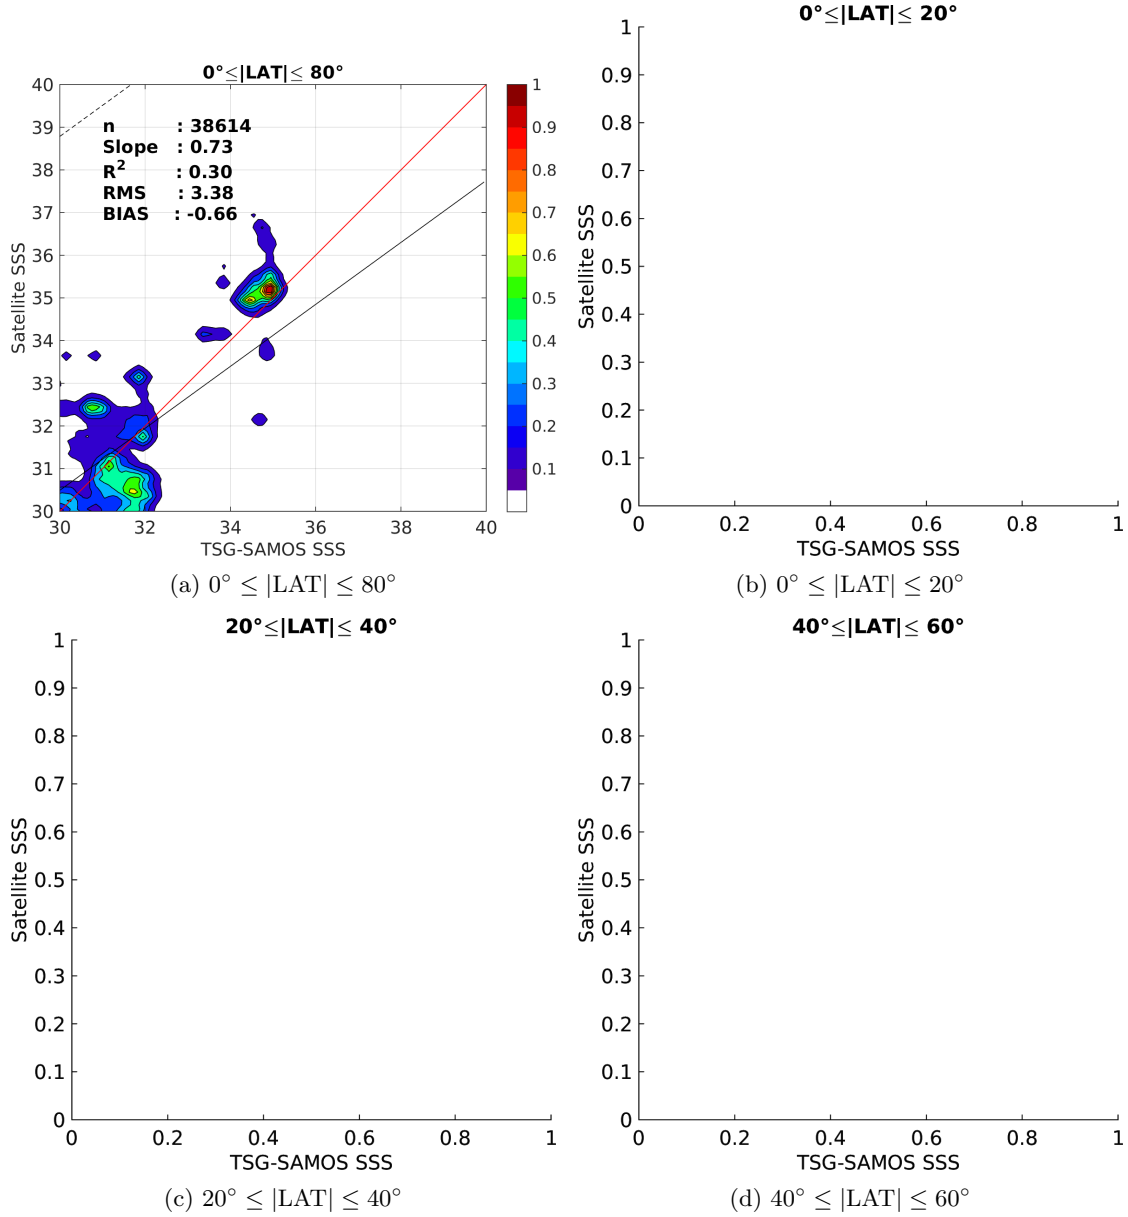 0°≤|LAT|≤ 80°
n : 38614
Slope : 0.73
R² : 0.30
RMS : 3.38
BIAS : -0.66
40
39
38
37
36
35
34
33
32
31
30
Satellite SSS
30 32 34 36 38 40
TSG-SAMOS SSS
1
0.9
0.8
0.7
0.6
0.5
0.4
0.3
0.2
0.1
(a) 0° ≤ |LAT| ≤ 80°
0°≤|LAT|≤ 20°
1
0.9
0.8
0.7
0.6
0.5
0.4
0.3
0.2
0.1
0
Satellite SSS
0 0.2 0.4 0.6 0.8 1
TSG-SAMOS SSS
(b) 0° ≤ |LAT| ≤ 20°
20°≤|LAT|≤ 40°
1
0.9
0.8
0.7
0.6
0.5
0.4
0.3
0.2
0.1
0
Satellite SSS
0 0.2 0.4 0.6 0.8 1
TSG-SAMOS SSS
(c) 20° ≤ |LAT| ≤ 40°
40°≤|LAT|≤ 60°
1
0.9
0.8
0.7
0.6
0.5
0.4
0.3
0.2
0.1
0
Satellite SSS
0 0.2 0.4 0.6 0.8 1
TSG-SAMOS SSS
(d) 40° ≤ |LAT| ≤ 60°